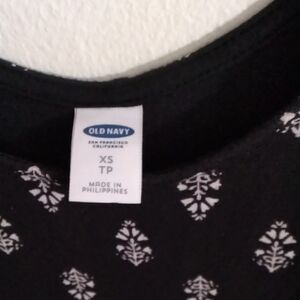 OLD NAVY
SAN FRANCISCO
CALIFORNIA
XS
TP
MADE IN
PHILIPPINES